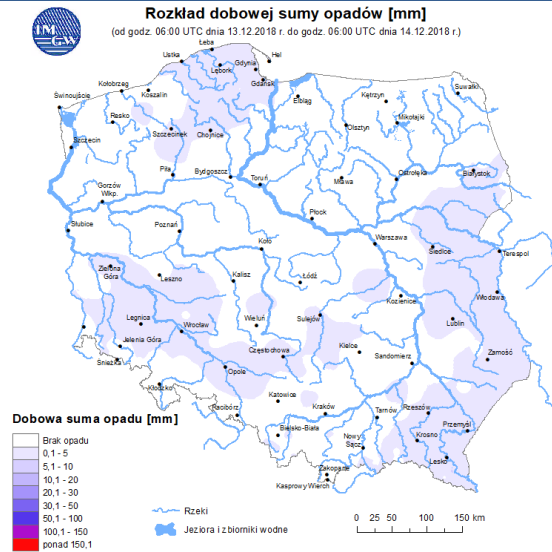 Rozkład dobowej sumy opadów [mm]
(od godz. 06:00 UTC dnia 13.12.2018 r. do godz. 06:00 UTC dnia 14.12.2018 r.)
IM
GW
Łeba
Hel
Ustka
Gdynia
Lębork
Gdańsk
Kołobrzeg
Koszalin
Świnoujście
Elbląg
Kętrzyn
Suwałki
Resko
Mikołajki
Olsztyn
Szczecinek
Chojnice
Szczecin
Piła
Bydgoszcz
Toruń
Mława
Ostrołęka
Białystok
Gorzów
Wlkp.
Płock
Słubice
Poznań
Koło
Warszawa
Siedlce
Terespol
Zielona
Góra
Leszno
Kalisz
Łódź
Kozienice
Włodawa
Legnica
Wrocław
Wieluń
Sulejów
Lublin
Jelenia Góra
Śnieżka
Częstochowa
Kielce
Sandomierz
Zamość
Opole
Kłodzko
Katowice
Racibórz
Kraków
Tarnów
Rzeszów
Przemyśl
Bielsko-Biała
Nowy
Sącz
Krosno
Lesko
Zakopane
Kasprowy Wierch
Dobowa suma opadu [mm]
Brak opadu
0,1 - 5
5,1 - 10
10,1 - 20
20,1 - 30
30,1 - 50
50,1 - 100
100,1 - 150
ponad 150,1
Rzeki
Jeziora i zbiorniki wodne
0 25 50 100 150 km